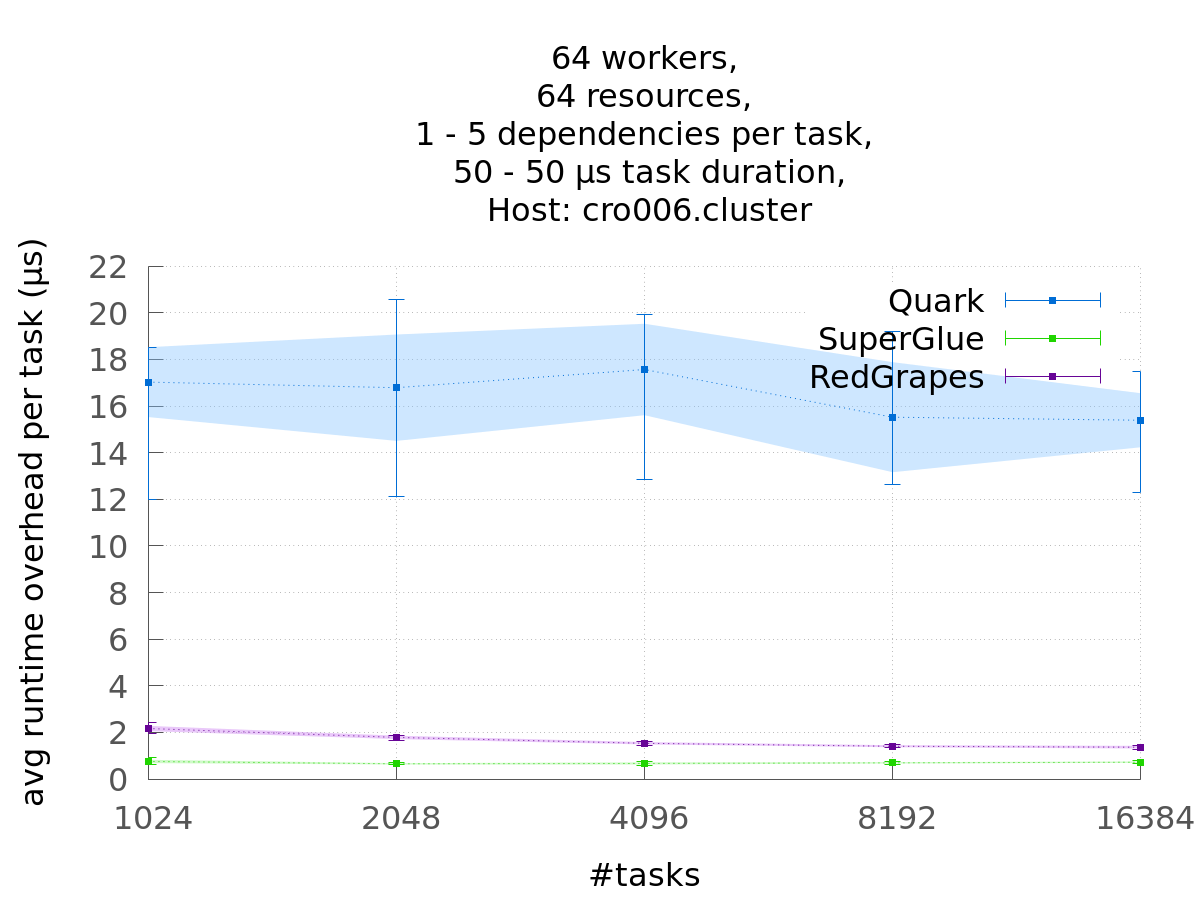 64 workers,
64 resources,
1 - 5 dependencies per task,
50 - 50 µs task duration,
Host: cro006.cluster
avg runtime overhead per task (µs)
22
20
18
16
14
12
10
8
6
4
2
0
Quark
SuperGlue
RedGrapes
1024 2048 4096 8192 16384
#tasks